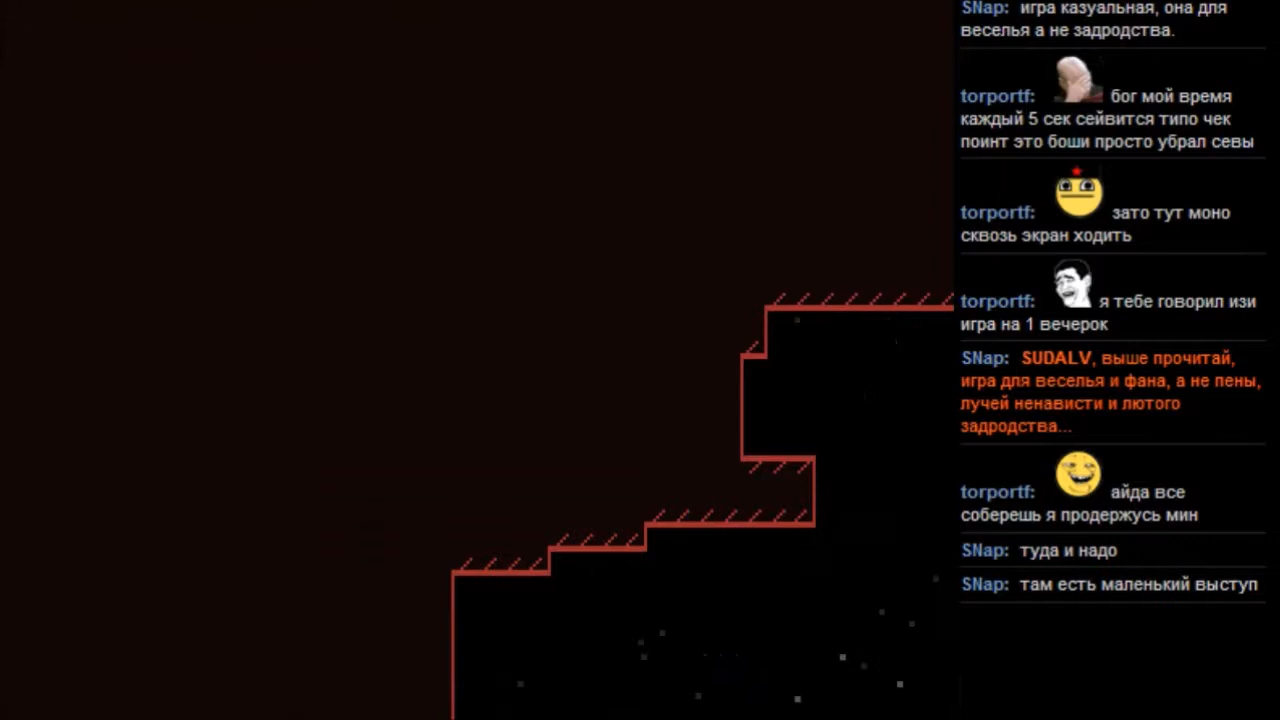 SNap: игра казуальная, она для
веселья а не задродства.
torportf: бог мой время
каждый 5 сек сейвится типо чек
поинт это боши просто убрал севы
torportf: зато тут моно
сквозь экран ходить
torportf: я тебе говорил изи
игра на 1 вечерок
SNap: SUDALV, выше прочитай,
игра для веселья и фана, а не пены,
лучей ненависти и лютого
задродства...
torportf: айда все
соберешь я продержусь мин
SNap: туда и надо
SNap: там есть маленький выступ